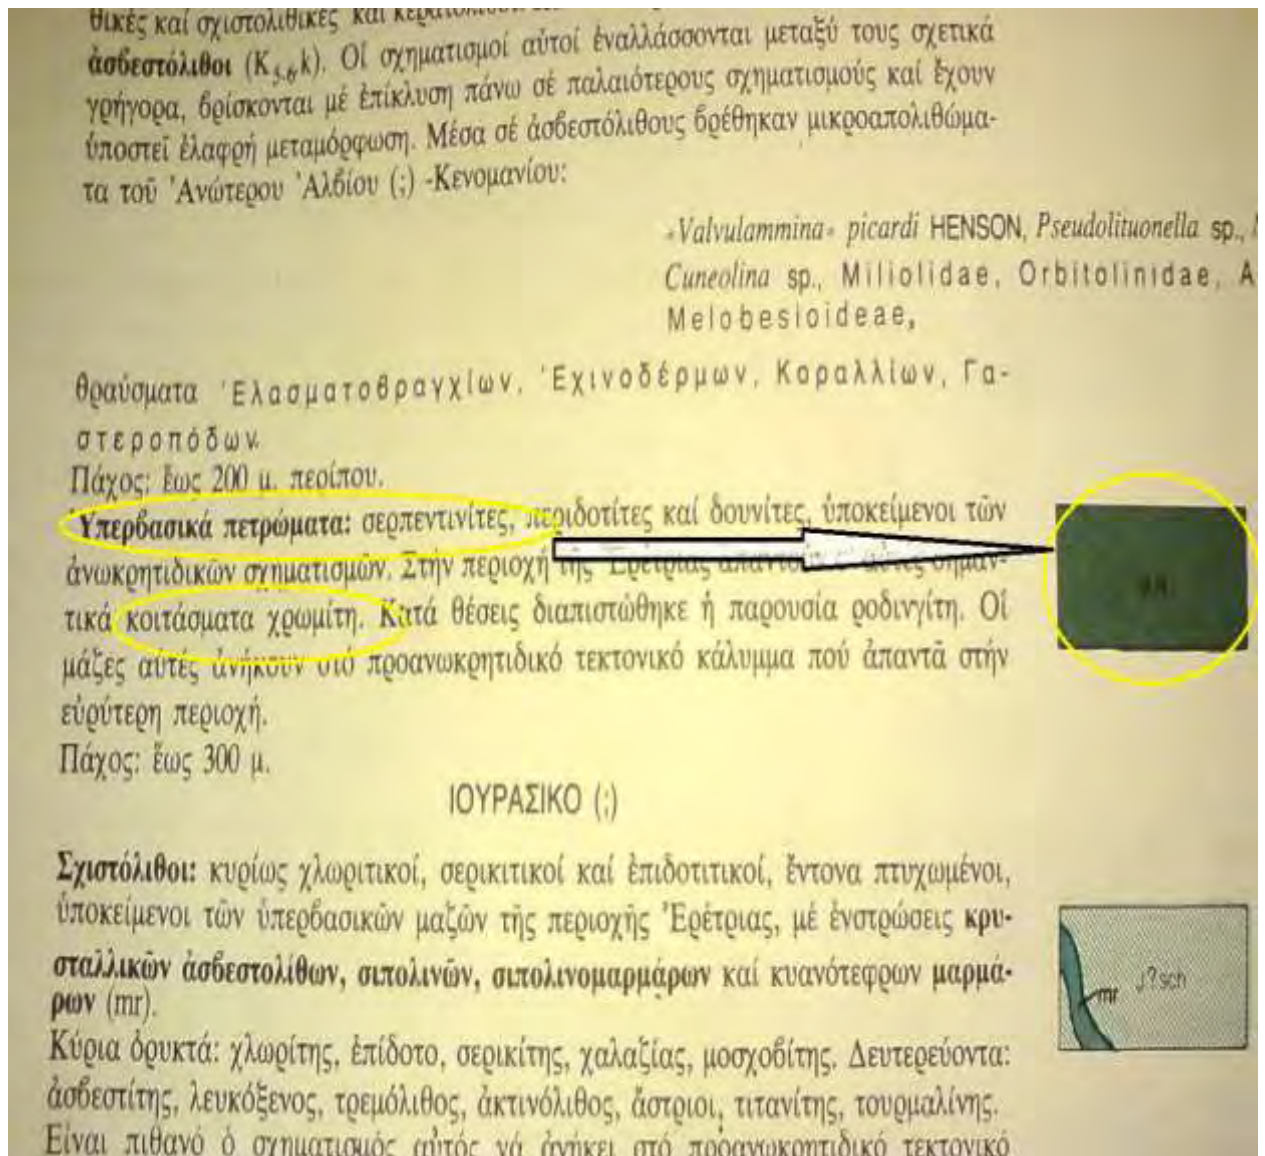 θικές καί σχιστολιθικές καί
ἀσβεστόλιθοι (K₅.₆k). Οἱ σχηματισμοί αὐτοί ἐναλλάσσονται μεταξύ τους σχετικά
γρήγορα, βρίσκονται μέ ἐπίκλυση πάνω σέ παλαιότερους σχηματισμούς καί ἔχουν
ὑποστεῖ ἐλαφρή μεταμόρφωση. Μέσα σέ ἀσβεστόλιθους βρέθηκαν μικροαπολιθώμα-
τα τοῦ Ἀνώτερου Ἀλβίου (;) -Κενομανίου:
«Valvulammina» picardi HENSON, Pseudolituonella sp.,
Cuneolina sp., Miliolidae, Orbitolinidae, A
Melobesioideae,
θραύσματα Ἐλασματοβραγχίων, Ἐχινοδέρμων, Κοραλλίων, Γα-
στεροπόδων.
Πάχος: ἕως 200 μ. περίπου.
Ὑπερβασικά πετρώματα: σερπεντινίτες, περιδοτίτες καί δουνίτες, ὑποκείμενοι τῶν
ἀνωκρητιδικῶν σχηματισμῶν. Στήν περιοχή τῆς Ἐρέτριας σημαν-
τικά κοιτάσματα χρωμίτη. Κατά θέσεις διαπιστώθηκε ἡ παρουσία ροδινγίτη. Οἱ
μάζες αὐτές ἀνήκουν στό προανωκρητιδικό τεκτονικό κάλυμμα πού ἀπαντᾶ στήν
εὐρύτερη περιοχή.
Πάχος: ἕως 300 μ.
ΙΟΥΡΑΣΙΚΟ (;)
Σχιστόλιθοι: κυρίως χλωριτικοί, σερικιτικοί καί ἐπιδοτιτικοί, ἔντονα πτυχωμένοι,
ὑποκείμενοι τῶν ὑπερβασικῶν μαζῶν τῆς περιοχῆς Ἐρέτριας, μέ ἐνστρώσεις κρυ-
σταλλικῶν ἀσβεστολίθων, σιπολινῶν, σιπολινομαρμάρων καί κυανότεφρων μαρμά-
ρων (mr).
mr J?sch
Κύρια ὀρυκτά: χλωρίτης, ἐπίδοτο, σερικίτης, χαλαζίας, μοσχοβίτης. Δευτερεύοντα:
ἀσβεστίτης, λευκόξενος, τρεμόλιθος, ἀκτινόλιθος, ἄστριοι, τιτανίτης, τουρμαλίνης.
Εἶναι πιθανό ὁ σχηματισμός αὐτός νά ἀνήκει στό προανωκρητιδικό τεκτονικό